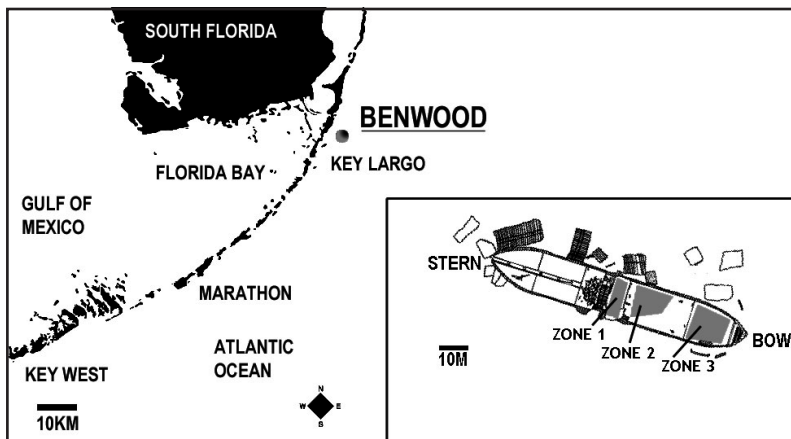 SOUTH FLORIDA
BENWOOD
KEY LARGO
FLORIDA BAY
GULF OF
MEXICO
MARATHON
ATLANTIC
OCEAN
KEY WEST
10KM
N
W E
S
STERN
ZONE 1
ZONE 2
ZONE 3
BOW
10M